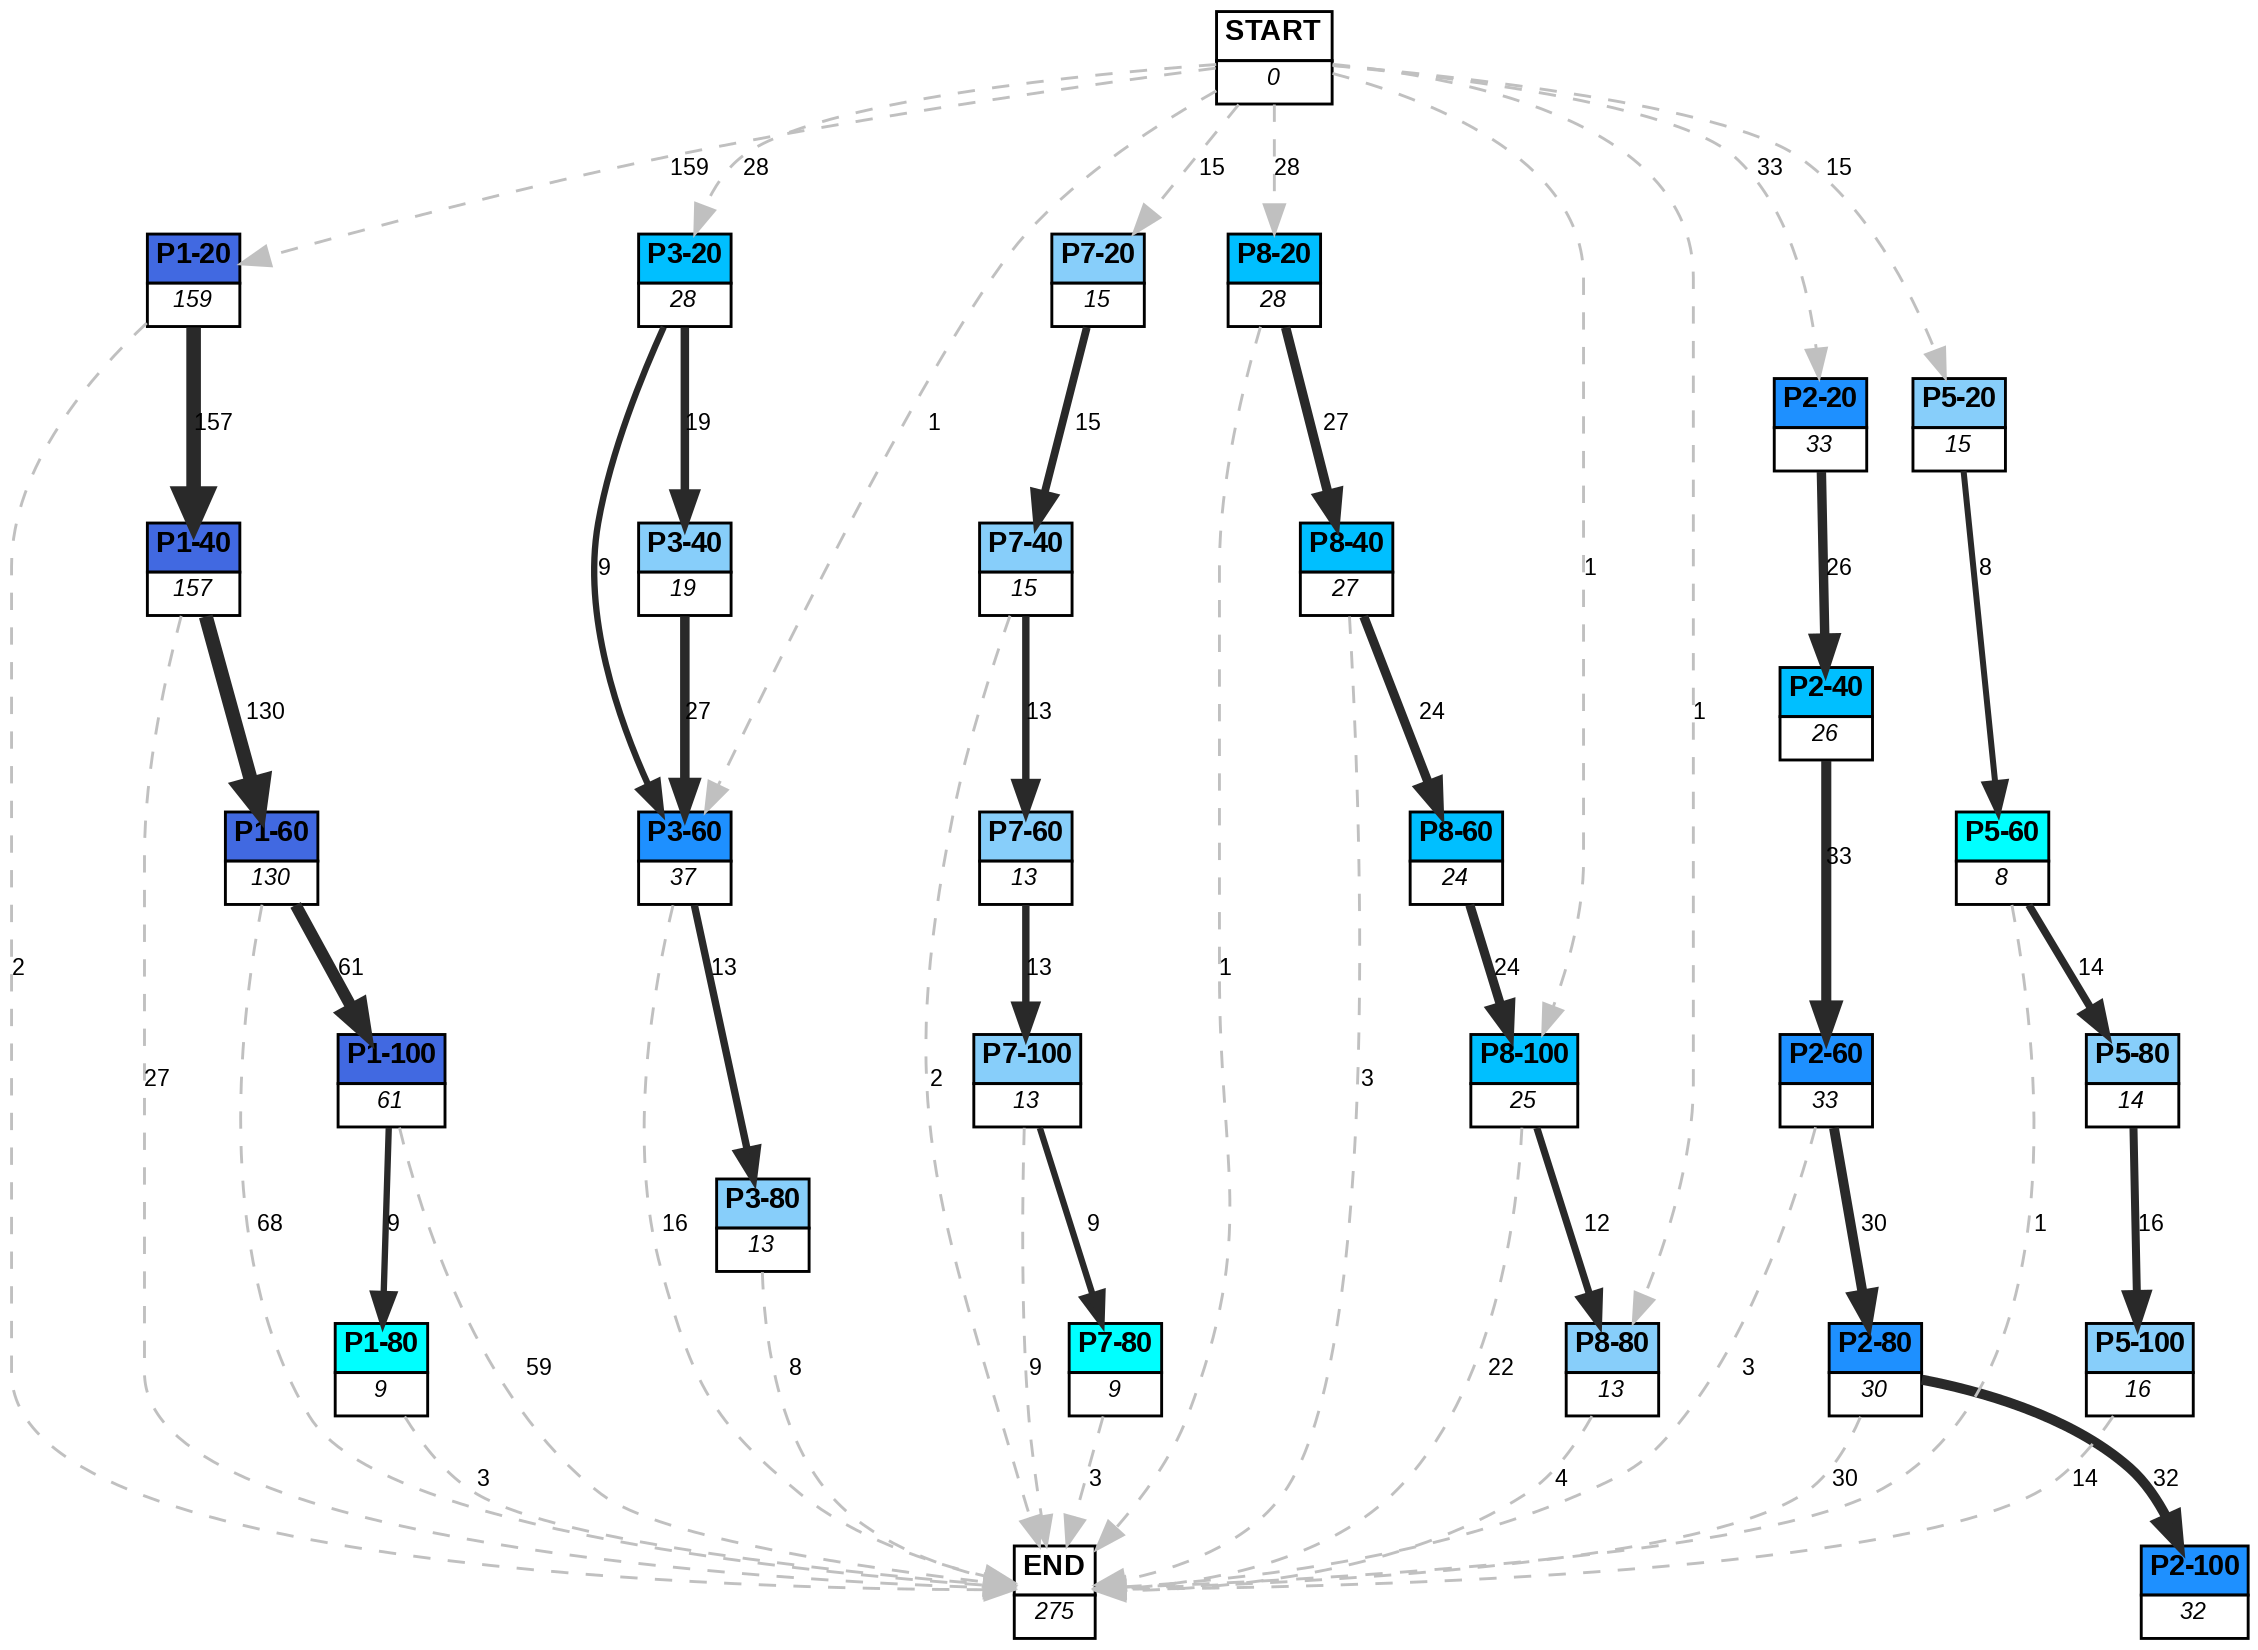 START
0
159
28
15
28
33
15
P1-20
159
P3-20
28
P7-20
15
P8-20
28
P2-20
33
P5-20
15
157
19
1
15
27
P1-40
157
P3-40
19
P7-40
15
P8-40
27
9
1
26
8
130
27
13
24
1
P2-40
26
P1-60
130
P3-60
37
P7-60
13
P8-60
24
33
P5-60
8
2
61
13
13
1
24
14
P1-100
61
P7-100
13
P8-100
25
P2-60
33
P5-80
14
27
2
3
P3-80
13
68
9
16
9
12
30
1
16
P1-80
9
P7-80
9
P8-80
13
P2-80
30
P5-100
16
59
8
9
22
3
3
3
4
30
14
32
END
275
P2-100
32